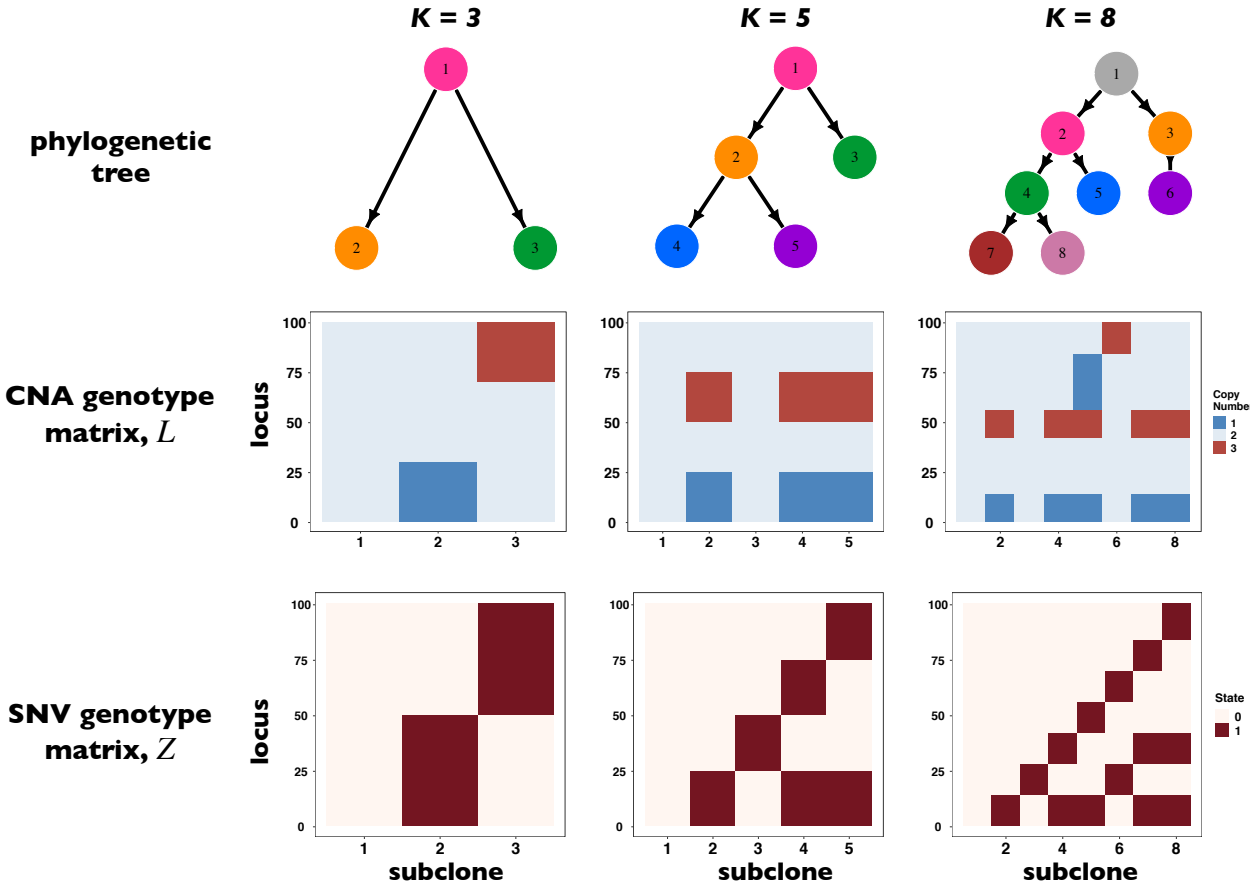 K = 3
K = 5
K = 8
phylogenetic
tree
1
2
3
1
2
3
4
5
1
2
3
4
5
6
7
8
CNA genotype
matrix, L
locus
100
75
50
25
0
1 2 3
100
75
50
25
0
1 2 3 4 5
100
75
50
25
0
2 4 6 8
Copy
Numbe
1
2
3
SNV genotype
matrix, Z
locus
100
75
50
25
0
1 2 3
subclone
100
75
50
25
0
1 2 3 4 5
subclone
100
75
50
25
0
2 4 6 8
subclone
State
0
1